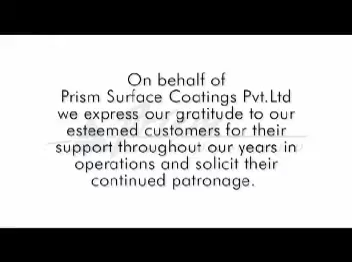 On behalf of
Prism Surface Coatings Pvt.Ltd
we express our gratitude to our
esteemed customers for their
support throughout our years in
operations and solicit their
continued patronage.